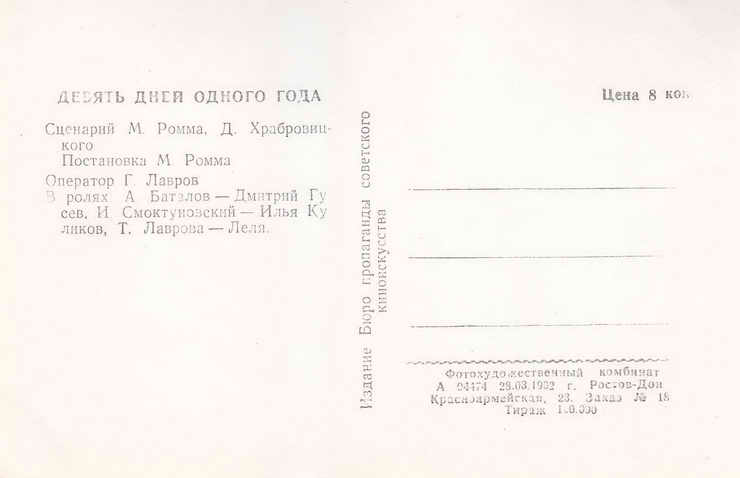 ДЕВЯТЬ ДНЕЙ ОДНОГО ГОДА
Сценарий М. Ромма, Д. Храбровиц-
кого
Постановка М Ромма
Оператор Г. Лавров
В ролях А Баталов — Дмитрий Гу
сев, И. Смоктуновский — Илья Ку
ликов, Т. Лаврова — Леля.
Издание Бюро пропаганды советского
киноискусства
Цена 8 коп
Фотохудожественный комбинат
А 04474 28.03.1962 г. Ростов-Дон
Красноармейская, 23. Заказ № 18
Тираж